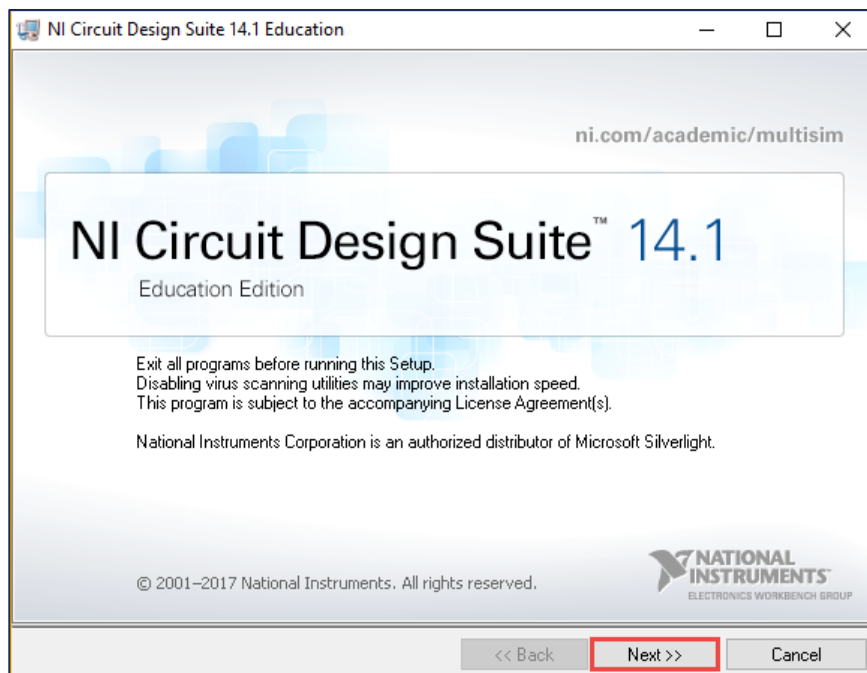 NI Circuit Design Suite 14.1 Education
ni.com/academic/multisim
NI Circuit Design Suite™ 14.1
Education Edition
Exit all programs before running this Setup.
Disabling virus scanning utilities may improve installation speed.
This program is subject to the accompanying License Agreement(s).
National Instruments Corporation is an authorized distributor of Microsoft Silverlight.
© 2001–2017 National Instruments. All rights reserved.
NATIONAL
INSTRUMENTS™
ELECTRONICS WORKBENCH GROUP
<< Back
Next >>
Cancel